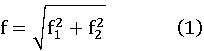 f = √(f₁² + f₂²)    (1)